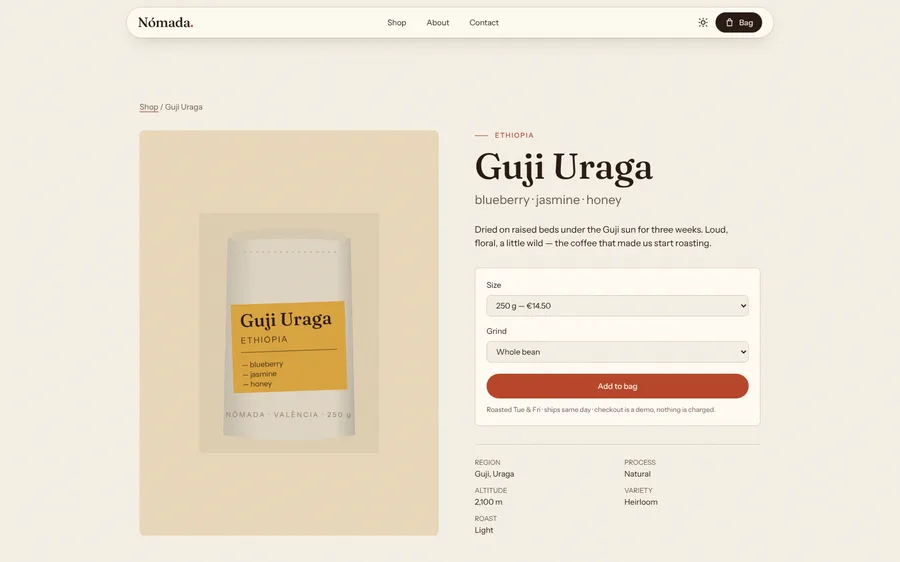 Nómada.
Shop
About
Contact
Bag
Shop / Guji Uraga
Guji Uraga
ETHIOPIA
— blueberry
— jasmine
— honey
NÓMADA · VALÈNCIA · 250 g
ETHIOPIA
Guji Uraga
blueberry · jasmine · honey
Dried on raised beds under the Guji sun for three weeks. Loud,
floral, a little wild — the coffee that made us start roasting.
Size
250 g — €14.50
Grind
Whole bean
Add to bag
Roasted Tue & Fri · ships same day · checkout is a demo, nothing is charged.
REGION
Guji, Uraga
PROCESS
Natural
ALTITUDE
2,100 m
VARIETY
Heirloom
ROAST
Light